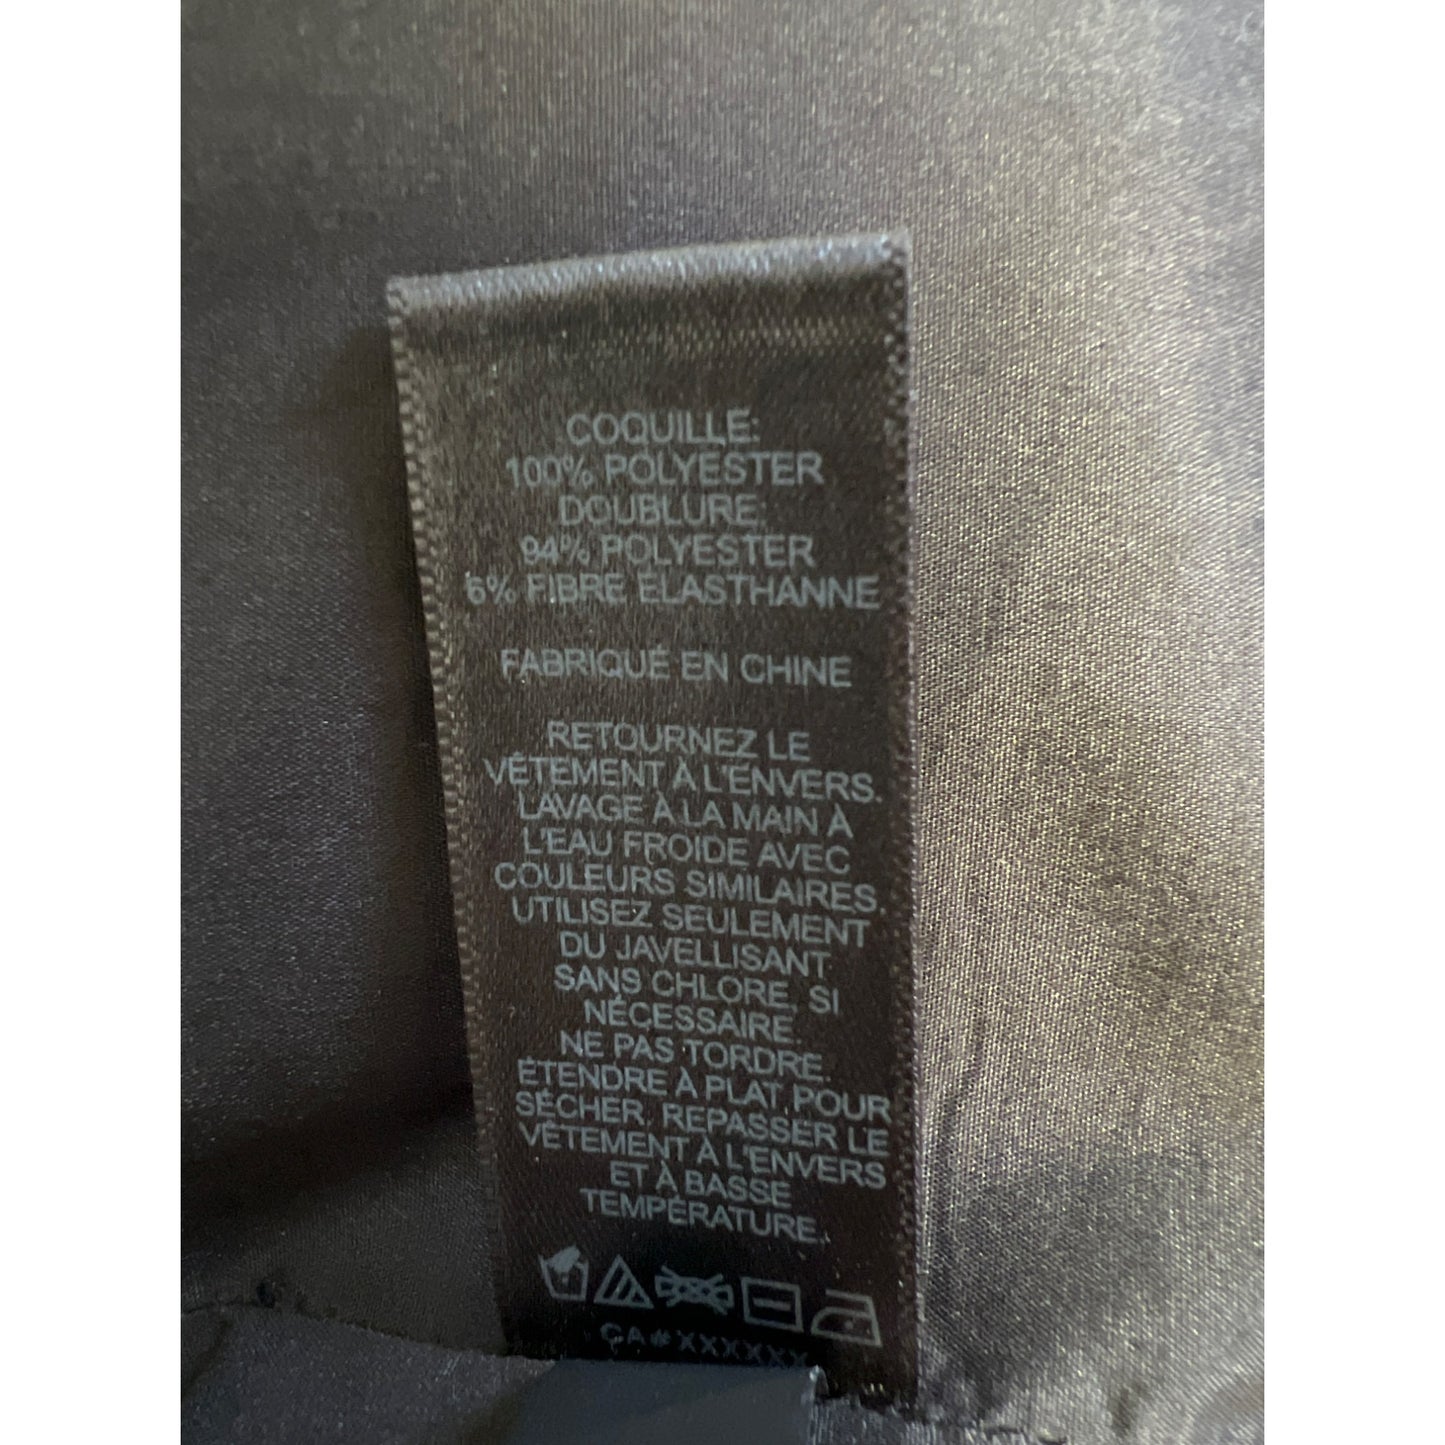 COQUILLE:
100% POLYESTER
DOUBLURE:
94% POLYESTER
6% FIBRE ÉLASTHANNE
FABRIQUÉ EN CHINE
RETOURNEZ LE
VÊTEMENT À L'ENVERS.
LAVAGE À LA MAIN À
L'EAU FROIDE AVEC
COULEURS SIMILAIRES.
UTILISEZ SEULEMENT
DU JAVELLISANT
SANS CHLORE, SI
NÉCESSAIRE.
NE PAS TORDRE.
ÉTENDRE À PLAT POUR
SÉCHER. REPASSER LE
VÊTEMENT À L'ENVERS
ET À BASSE
TEMPÉRATURE.
CA#XXXXXX